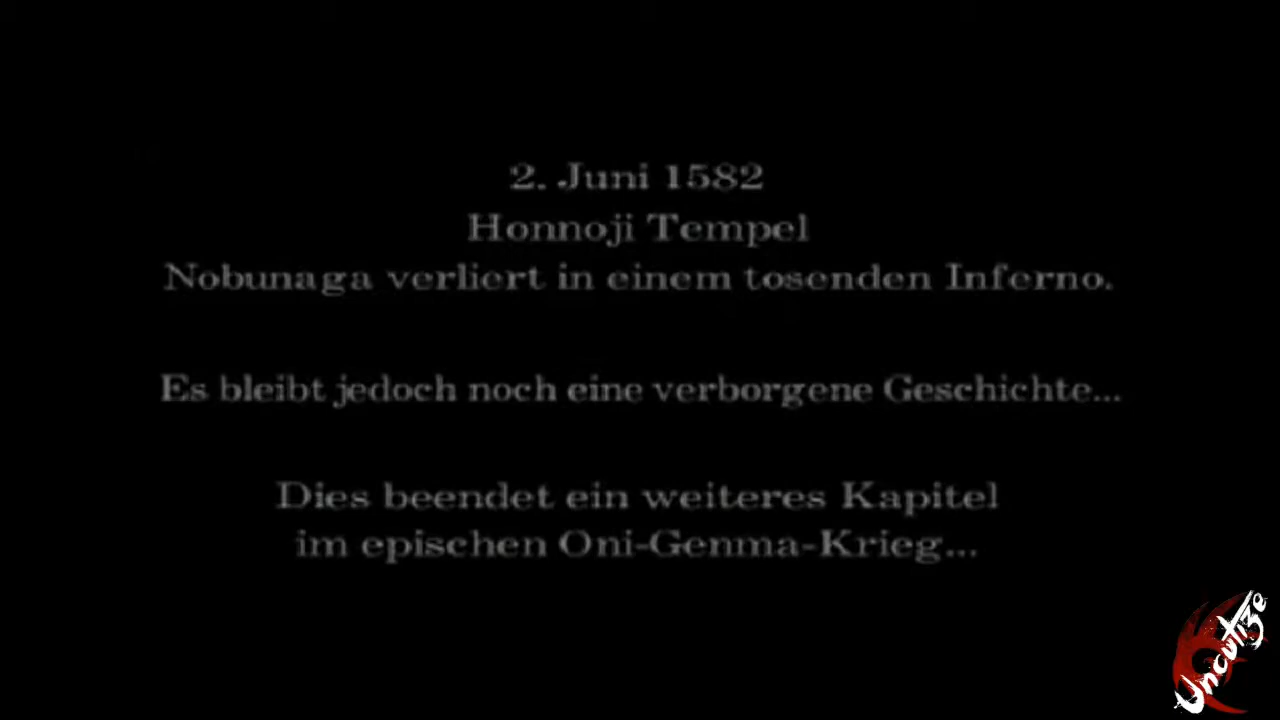 2. Juni 1582
Honnoji Tempel
Nobunaga verliert in einem tosenden Inferno.
Es bleibt jedoch noch eine verborgene Geschichte...
Dies beendet ein weiteres Kapitel
im epischen Oni-Genma-Krieg...
Uncutize